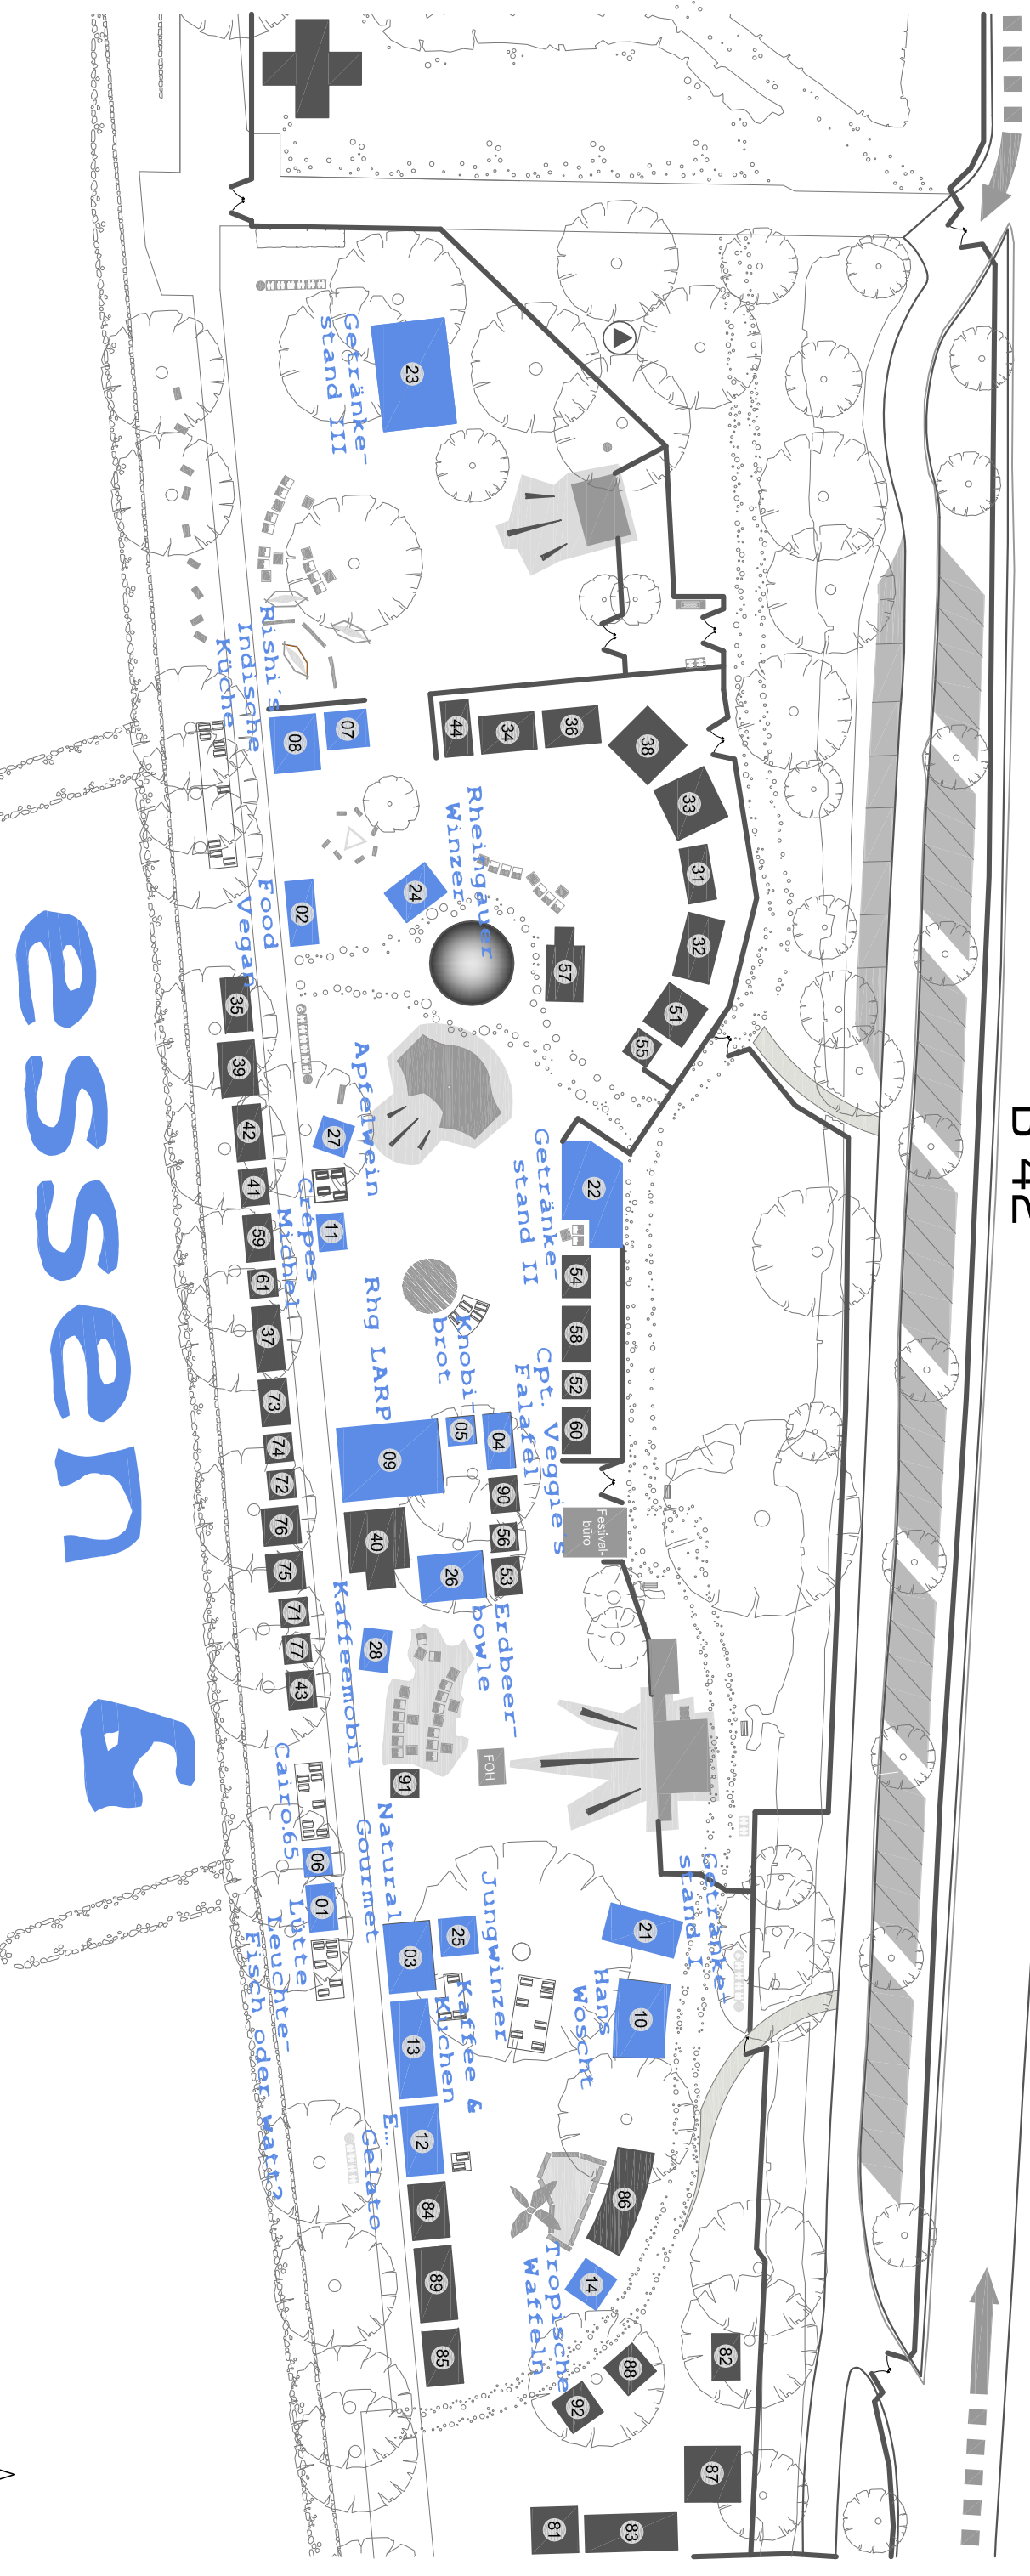 B 42
Getränke-
stand III
23
Rishi's
Indische
Küche
08
07
44
34
36
38
33
31
32
51
55
57
Rheingauer
Winzer
24
Food
Vegan
02
35
39
42
41
59
61
37
73
74
72
76
75
71
77
43
Apfelwein
27
Crêpes
Michel
11
Getränke-
stand II
22
54
58
52
60
Rhg LARP
09
Knobi-
brot
05
Cpt. Veggie's
Falafel
04
90
56
53
Festival-
büro
40
26
Erdbeer-
bowle
Kaffeemobil
28
91
FOH
Cairo.65
06
01
Lütte
Leuchte-
Fisch oder Watt?
Natural
Gourmet
03
25
Jungwinzer
Kaffee &
Kuchen
13
Getränke-
stand I
21
Hans
Woscht
10
E...
Gelato
12
84
89
85
86
Tropische
Waffeln
14
88
92
82
87
81
83
essen &